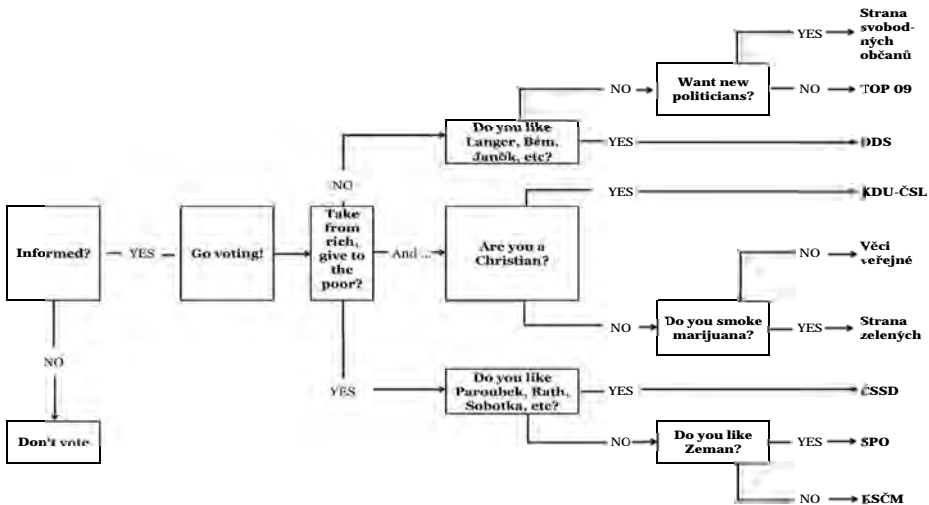 Strana
svobod-
ných
občanů
YES
Want new
politicians?
NO
NO
TOP 09
Do you like
Langer, Bém,
Jančík, etc?
YES
ODS
NO
YES
KDU-ČSL
Informed?
YES
Go voting!
Take
from
rich,
give to
the
poor?
And ...
Are you a
Christian?
NO
Věci
veřejné
NO
Do you smoke
marijuana?
YES
Strana
zelených
NO
YES
Do you like
Paroubek, Rath,
Sobotka, etc?
YES
ČSSD
Don't vote
NO
Do you like
Zeman?
YES
SPO
NO
KSČM